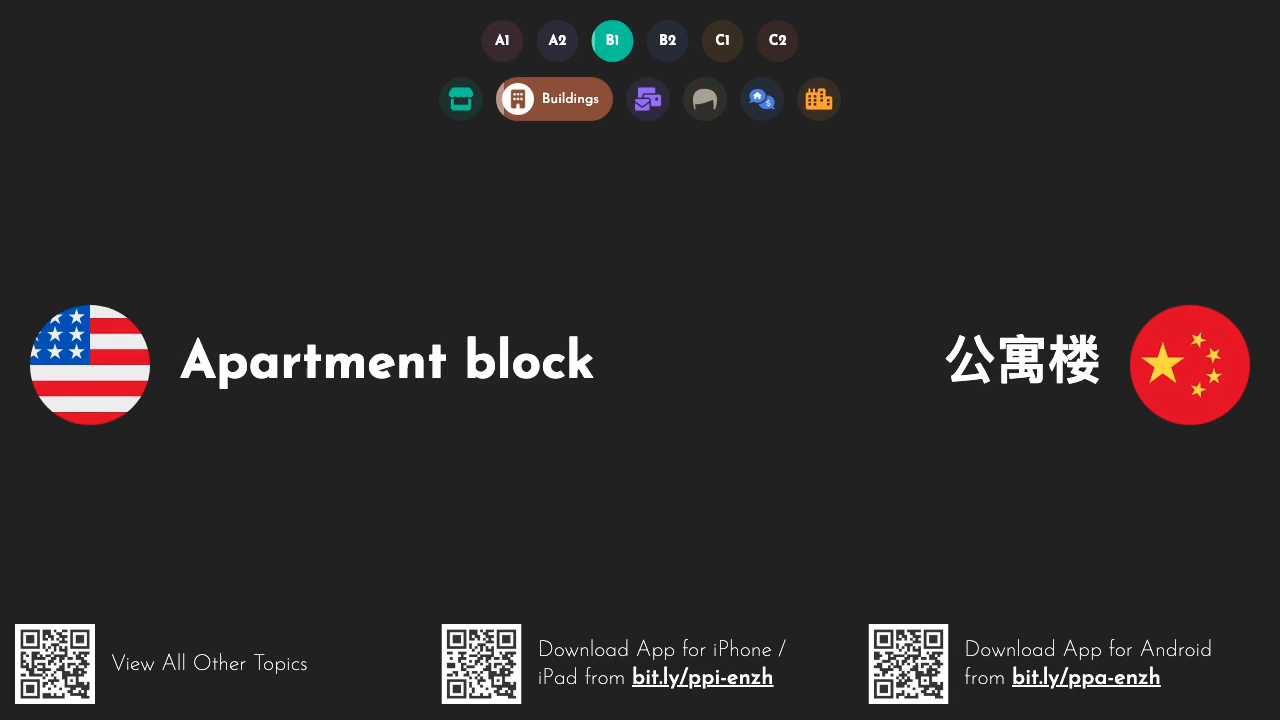 A1 A2 B1 B2 C1 C2
Buildings
Apartment block
公寓楼
View All Other Topics
Download App for iPhone /
iPad from bit.ly/ppi-enzh
Download App for Android
from bit.ly/ppa-enzh